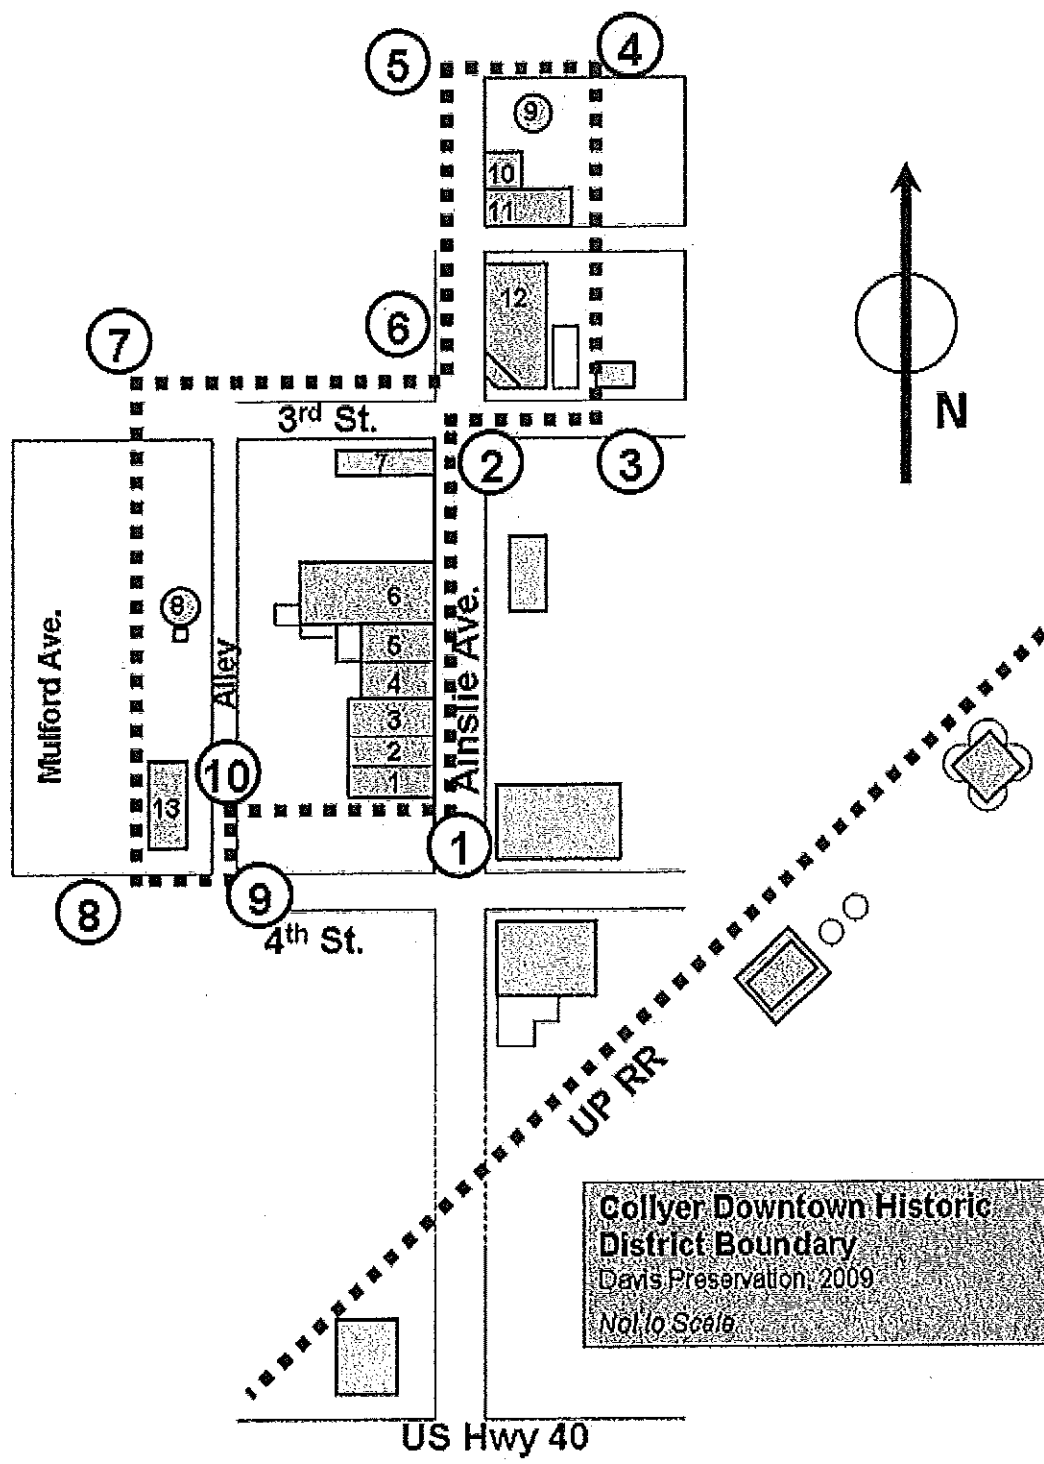 5
4
9
10
11
12
6
7
N
3rd St.
2
3
7
8
6
5
4
3
2
1
Mulford Ave.
Alley
Ainslie Ave.
10
13
1
8
9
4th St.
UP RR
Collyer Downtown Historic
District Boundary
Davis Preservation, 2009
Not to Scale
US Hwy 40